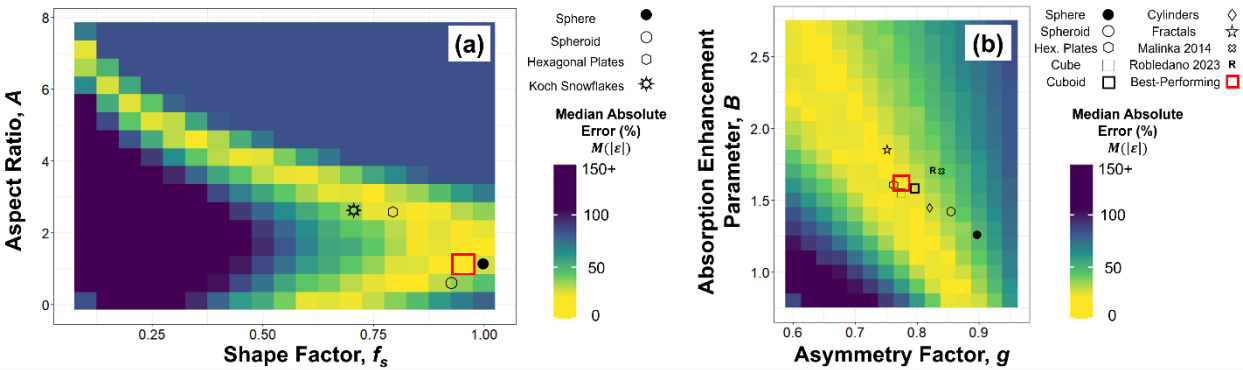 Aspect Ratio, A
8
6
4
2
0
(a)
0.25
0.50
0.75
1.00
Shape Factor, fs
Sphere
Spheroid
Hexagonal Plates
Koch Snowflakes
Median Absolute
Error (%)
M(|ε|)
150+
100
50
0
Absorption Enhancement
Parameter, B
2.5
2.0
1.5
1.0
(b)
R
0.6
0.7
0.8
0.9
Asymmetry Factor, g
Sphere
Cylinders
Spheroid
Fractals
Hex. Plates
Malinka 2014
Cube
Robledano 2023 R
Cuboid
Best-Performing
Median Absolute
Error (%)
M(|ε|)
150+
100
50
0